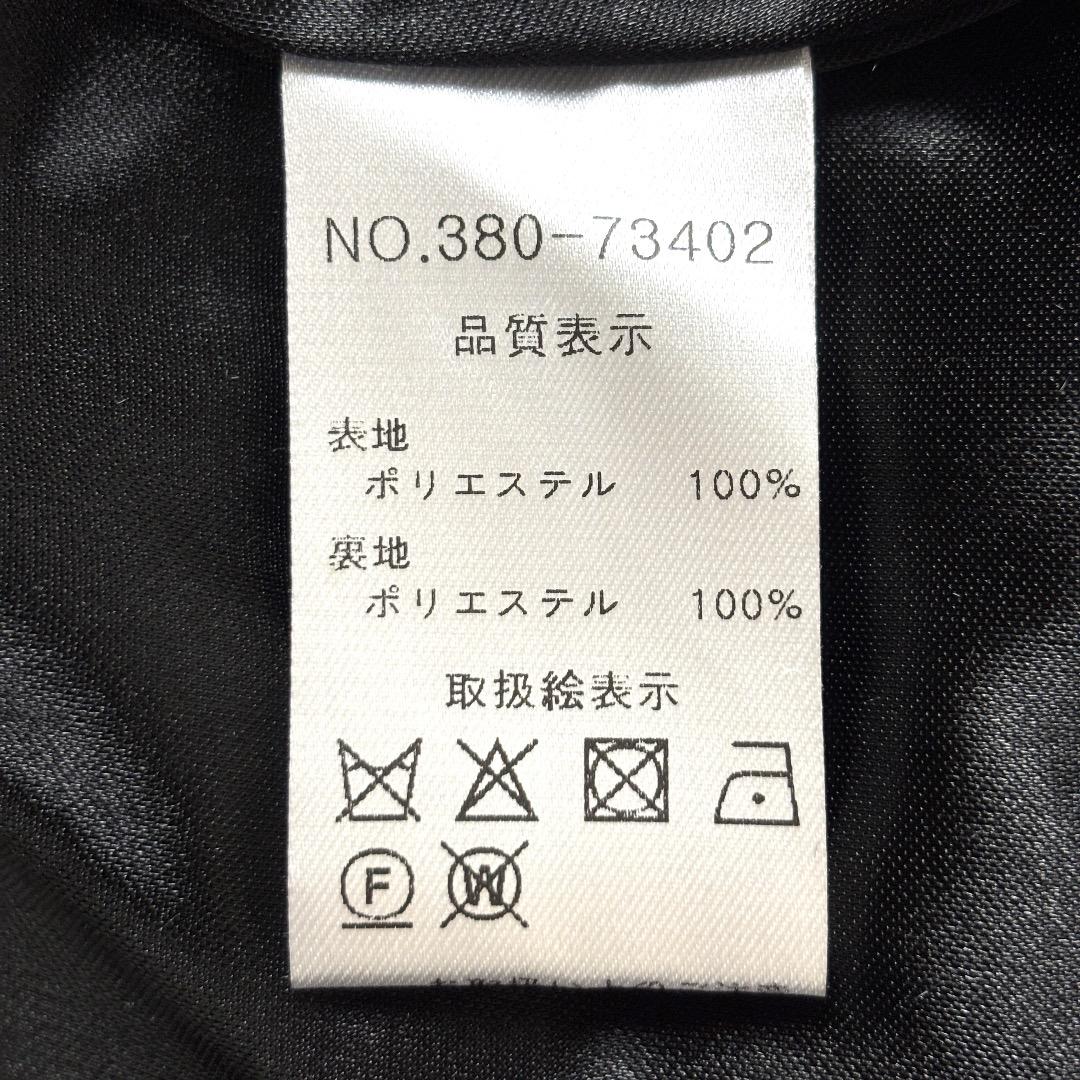 NO.380-73402
品質表示
表地
ポリエステル 100%
裏地
ポリエステル 100%
取扱絵表示
F W